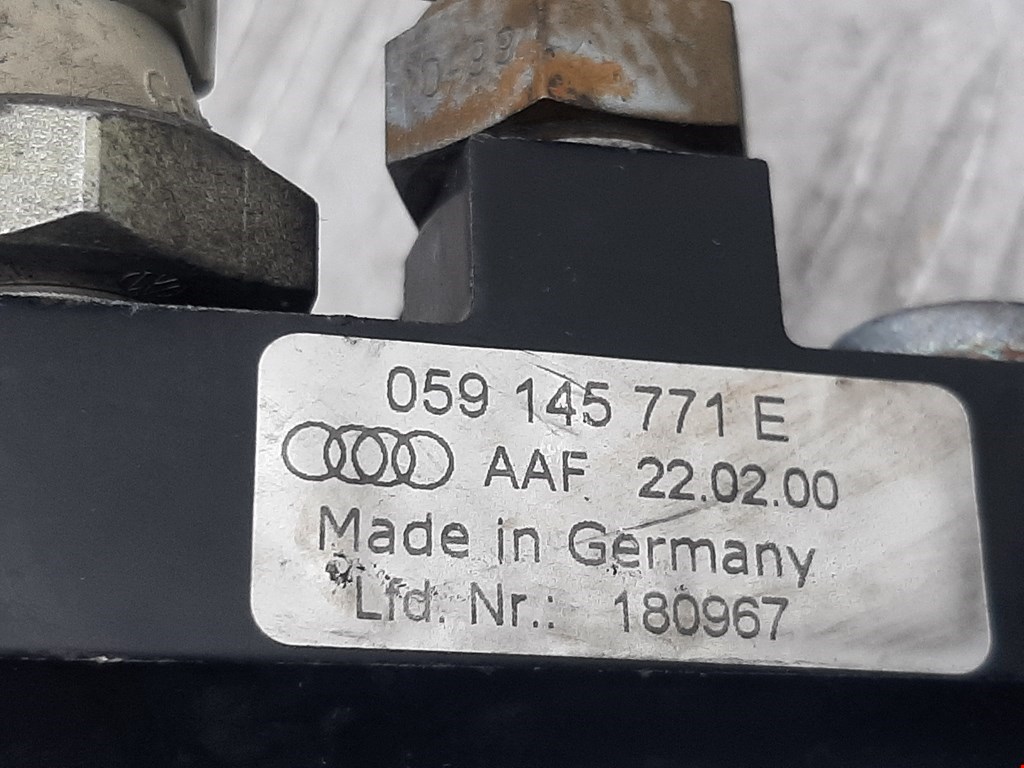 059 145 771 E
AAF 22.02.00
Made in Germany
Lfd. Nr.: 180967